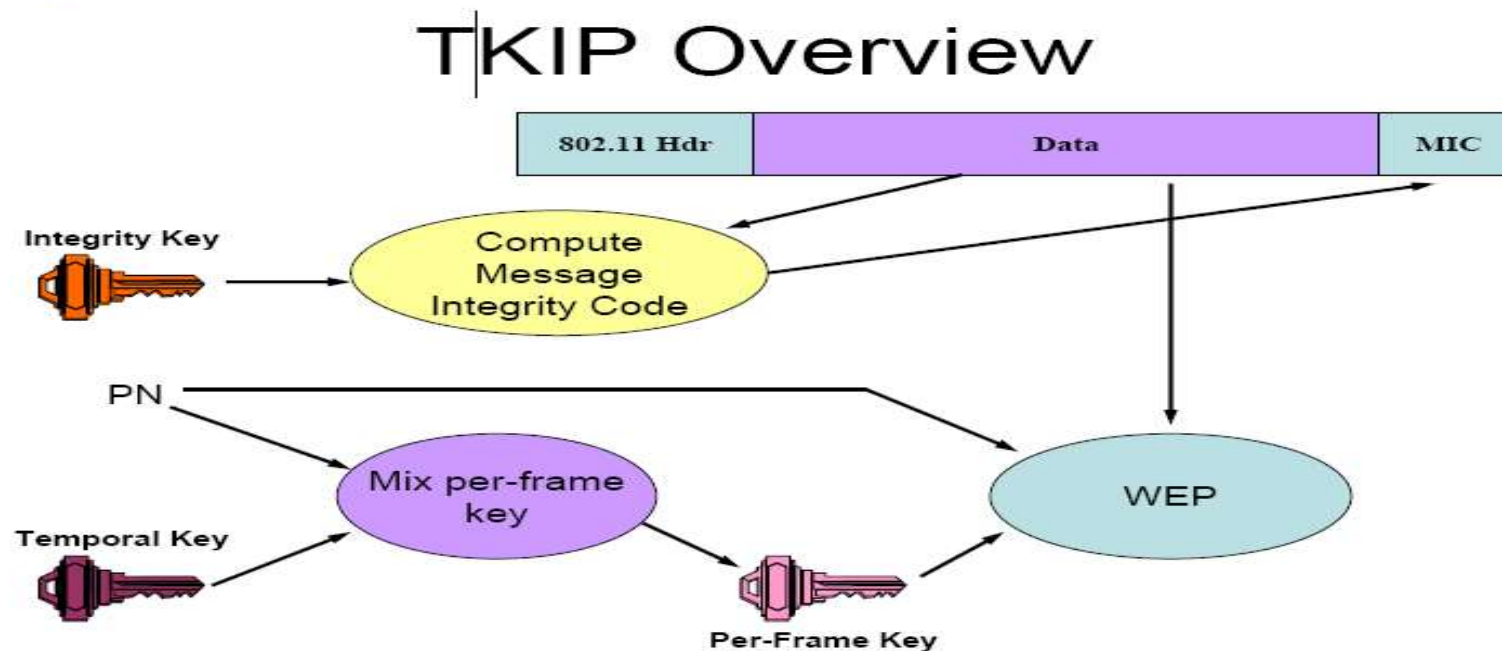 TKIP Overview
802.11 Hdr
Data
MIC
Integrity Key
Compute
Message
Integrity Code
PN
Mix per-frame
key
WEP
Temporal Key
Per-Frame Key